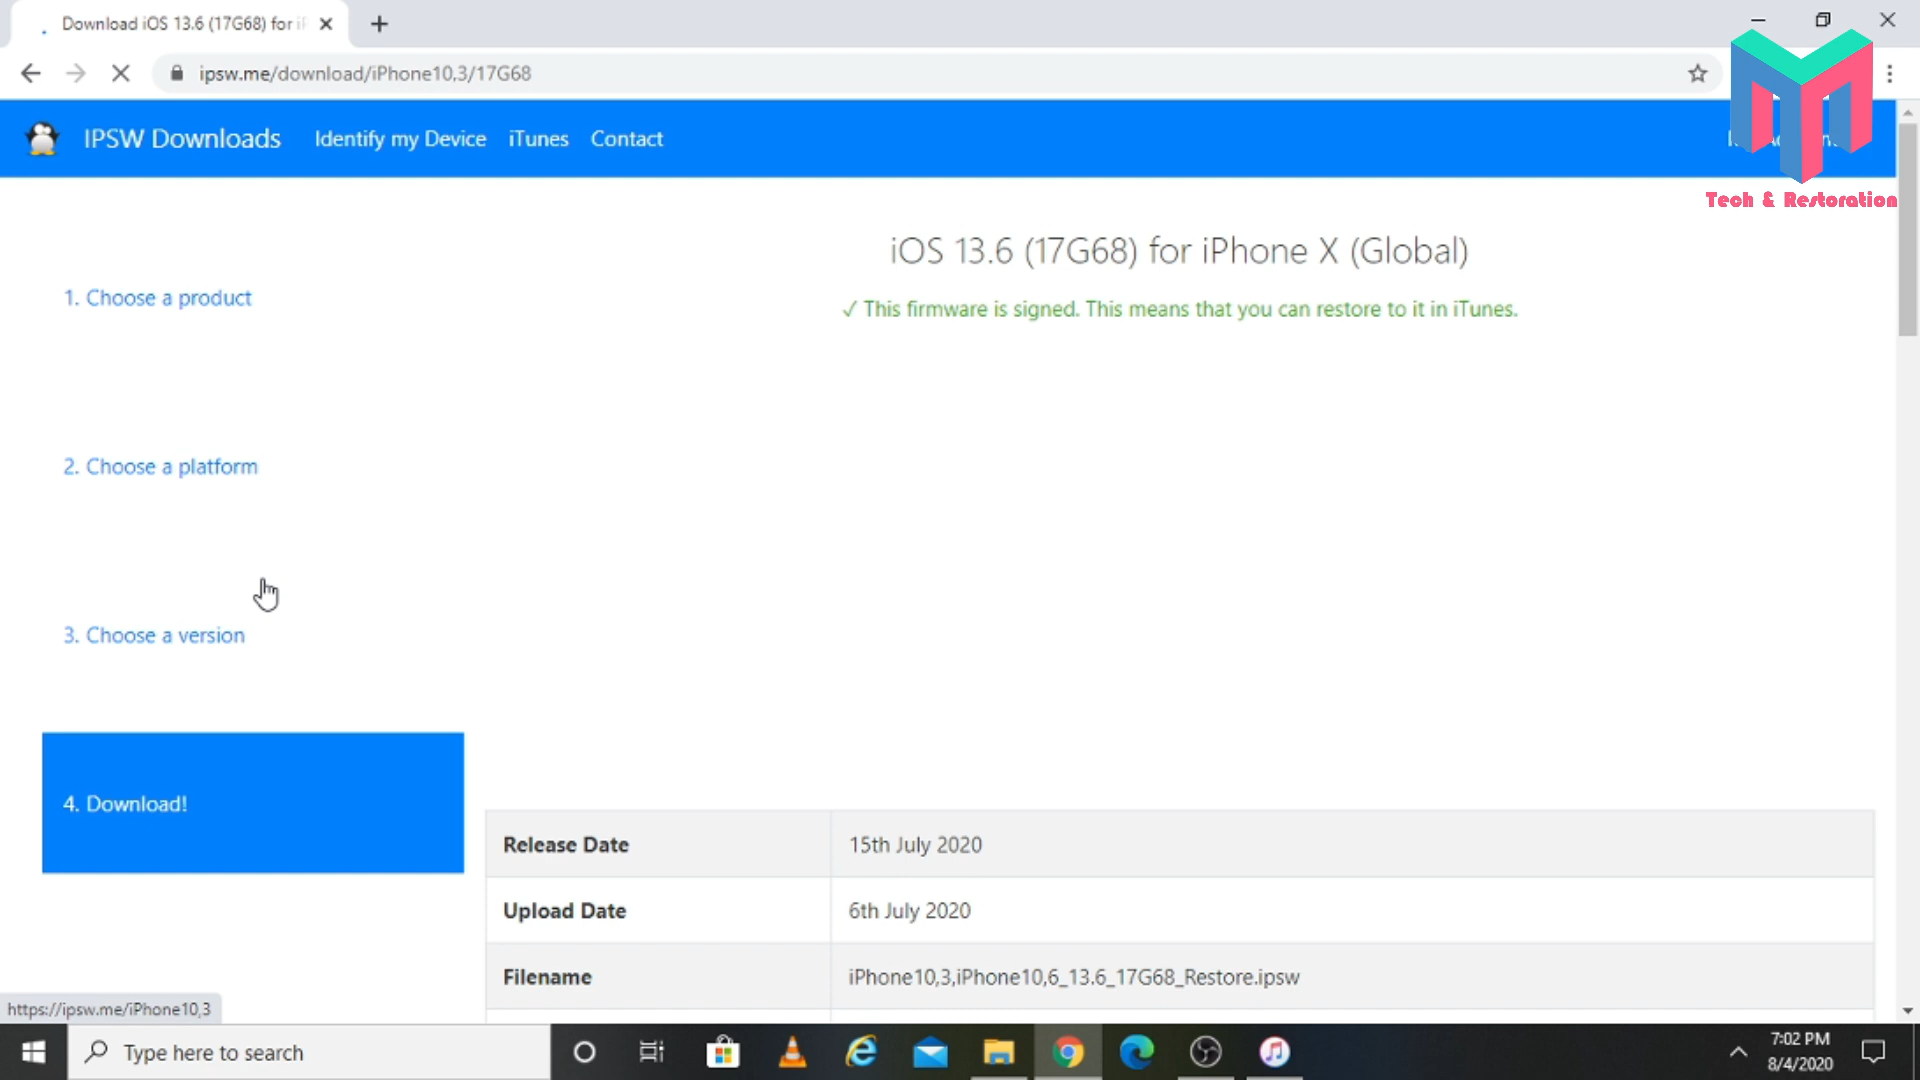 Download iOS 13.6 (17G68) for iP
ipsw.me/download/iPhone10,3/17G68
IPSW Downloads
Identify my Device
iTunes
Contact
Tech & Restoration
iOS 13.6 (17G68) for iPhone X (Global)
✓ This firmware is signed. This means that you can restore to it in iTunes.
1. Choose a product
2. Choose a platform
3. Choose a version
4. Download!
Release Date 15th July 2020
Upload Date 6th July 2020
Filename iPhone10,3,iPhone10,6_13.6_17G68_Restore.ipsw
https://ipsw.me/iPhone10,3
Type here to search
7:02 PM
8/4/2020